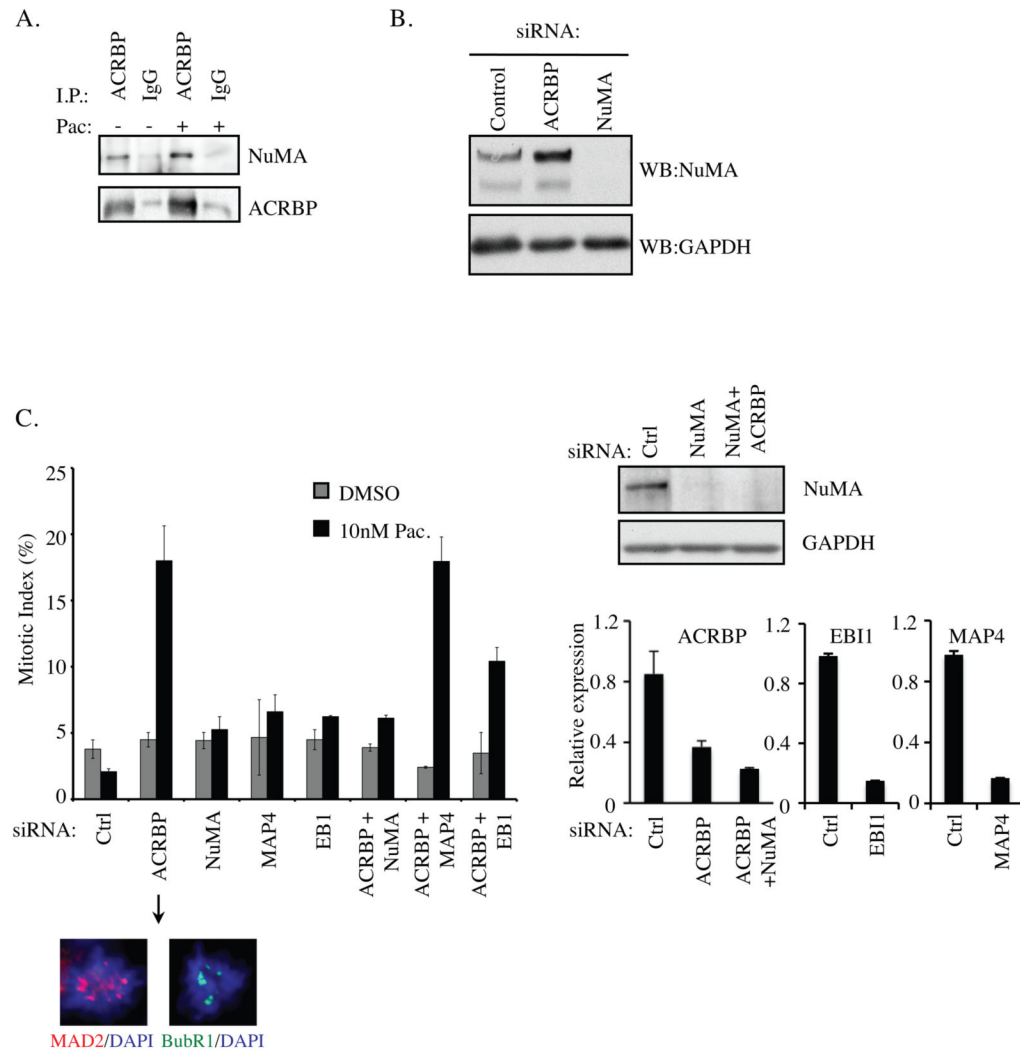 A.
I.P.: ACRBP IgG ACRBP IgG
Pac: - - + +
NuMA
ACRBP
B.
siRNA:
Control ACRBP NuMA
WB:NuMA
WB:GAPDH
C.
Mitotic Index (%)
25
20
15
10
5
0
DMSO
10nM Pac.
siRNA: Ctrl ACRBP NuMA MAP4 EB1 ACRBP + NuMA ACRBP + MAP4 ACRBP + EB1
MAD2/DAPI BubR1/DAPI
siRNA: Ctrl NuMA NuMA+ ACRBP
NuMA
GAPDH
Relative expression
1.2
0.8
0.4
0
ACRBP
siRNA: Ctrl ACRBP ACRBP +NuMA
1.2
0.8
0.4
0
EBI1
Ctrl EBI1
1.2
0.8
0.4
0
MAP4
Ctrl MAP4